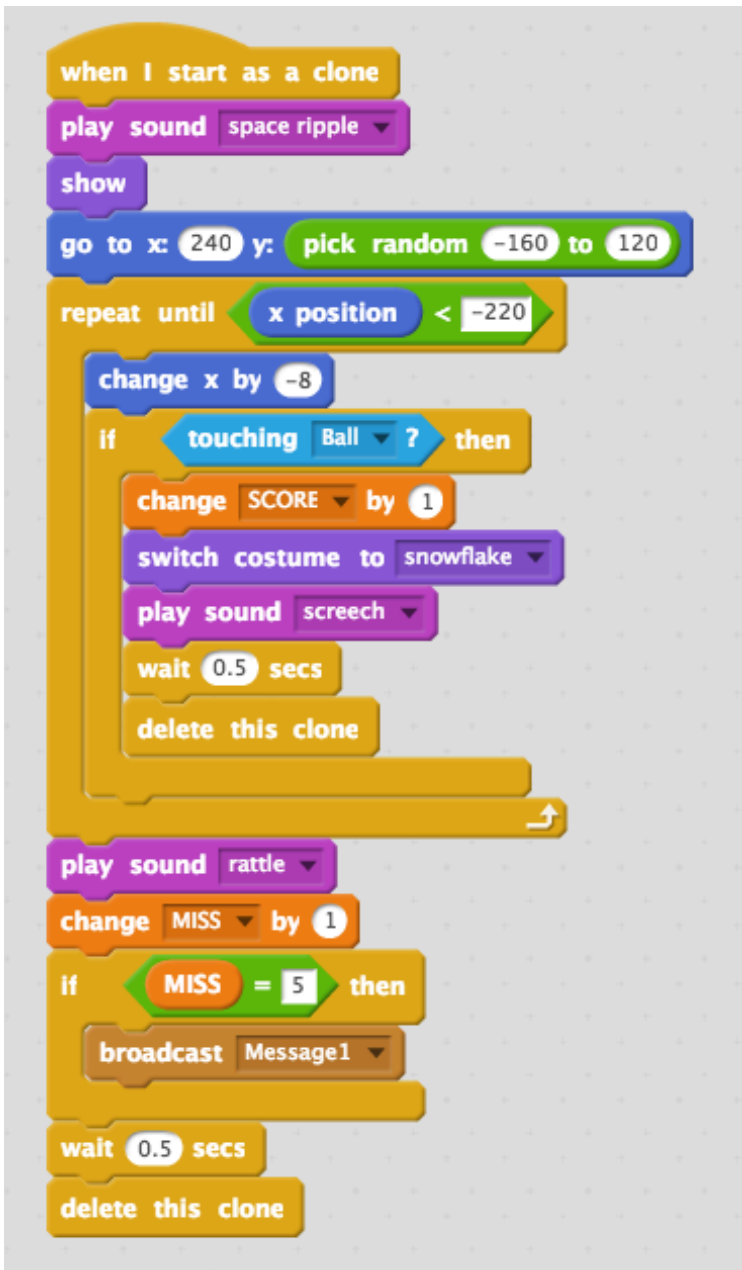 when I start as a clone
play sound space ripple
show
go to x: 240 y: pick random -160 to 120
repeat until x position < -220
change x by -8
if touching Ball ? then
change SCORE by 1
switch costume to snowflake
play sound screech
wait 0.5 secs
delete this clone
play sound rattle
change MISS by 1
if MISS = 5 then
broadcast Message1
wait 0.5 secs
delete this clone